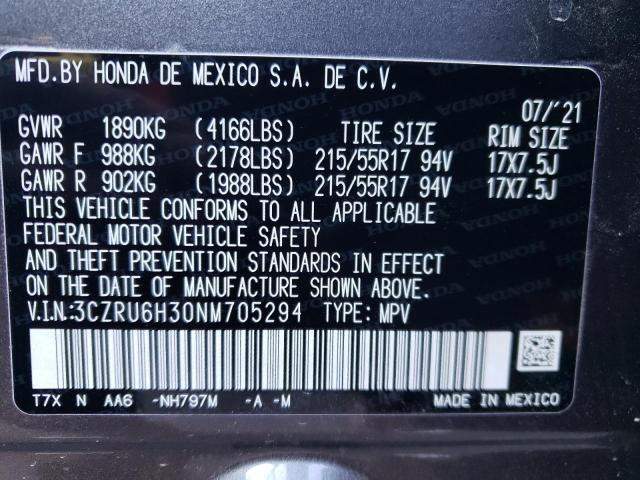 MFD.BY HONDA DE MEXICO S.A. DE C.V.
07/'21
GVWR 1890KG (4166LBS) TIRE SIZE RIM SIZE
GAWR F 988KG (2178LBS) 215/55R17 94V 17X7.5J
GAWR R 902KG (1988LBS) 215/55R17 94V 17X7.5J
THIS VEHICLE CONFORMS TO ALL APPLICABLE
FEDERAL MOTOR VEHICLE SAFETY
AND THEFT PREVENTION STANDARDS IN EFFECT
ON THE DATE OF MANUFACTURE SHOWN ABOVE.
V.I.N.:3CZRU6H30NM705294 TYPE: MPV
T7X N AA6 -NH797M -A -M MADE IN MEXICO